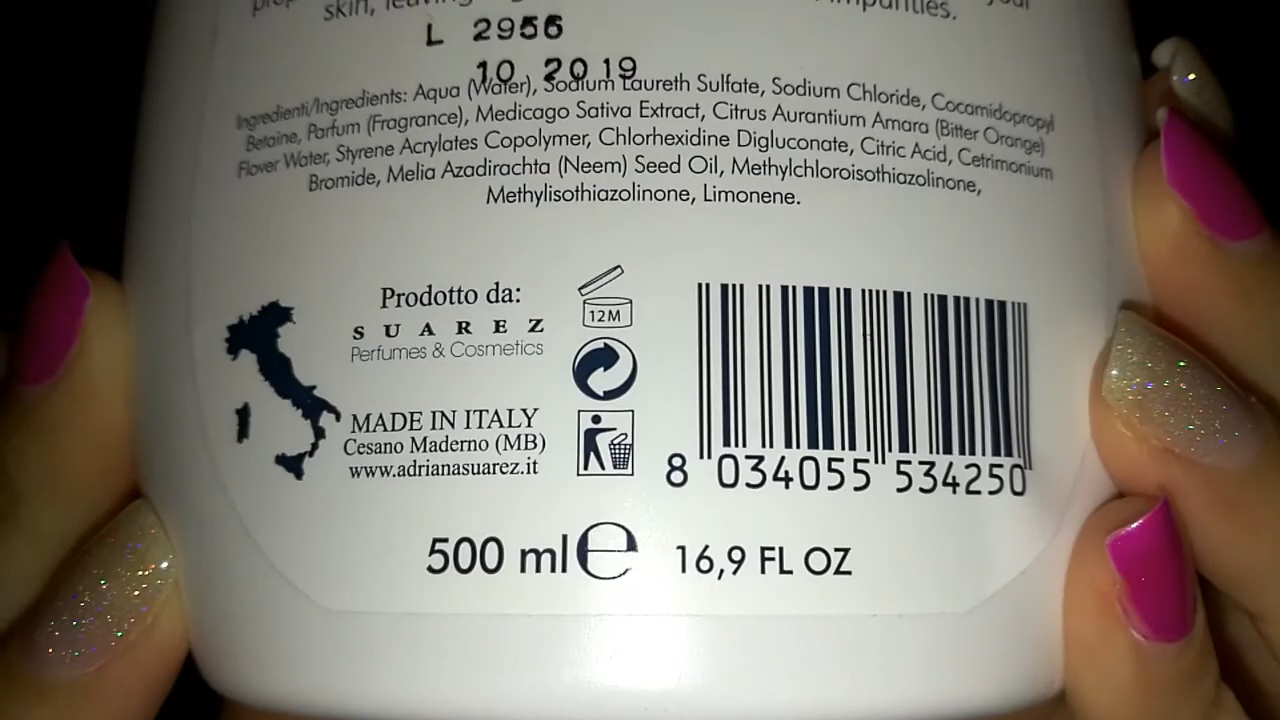 skin,
impurities.
L 2956
10 2019
Ingredienti/Ingredients: Aqua (Water), Sodium Laureth Sulfate, Sodium Chloride, Cocamidopropyl
Betaine, Parfum (Fragrance), Medicago Sativa Extract, Citrus Aurantium Amara (Bitter Orange)
Flover Water, Styrene Acrylates Copolymer, Chlorhexidine Digluconate, Citric Acid, Cetrimonium
Bromide, Melia Azadirachta (Neem) Seed Oil, Methylchloroisothiazolinone,
Methylisothiazolinone, Limonene.
Prodotto da:
SUAREZ
Perfumes & Cosmetics
12M
MADE IN ITALY
Cesano Maderno (MB)
www.adrianasuarez.it
8 034055 534250
500 ml e 16,9 FL OZ